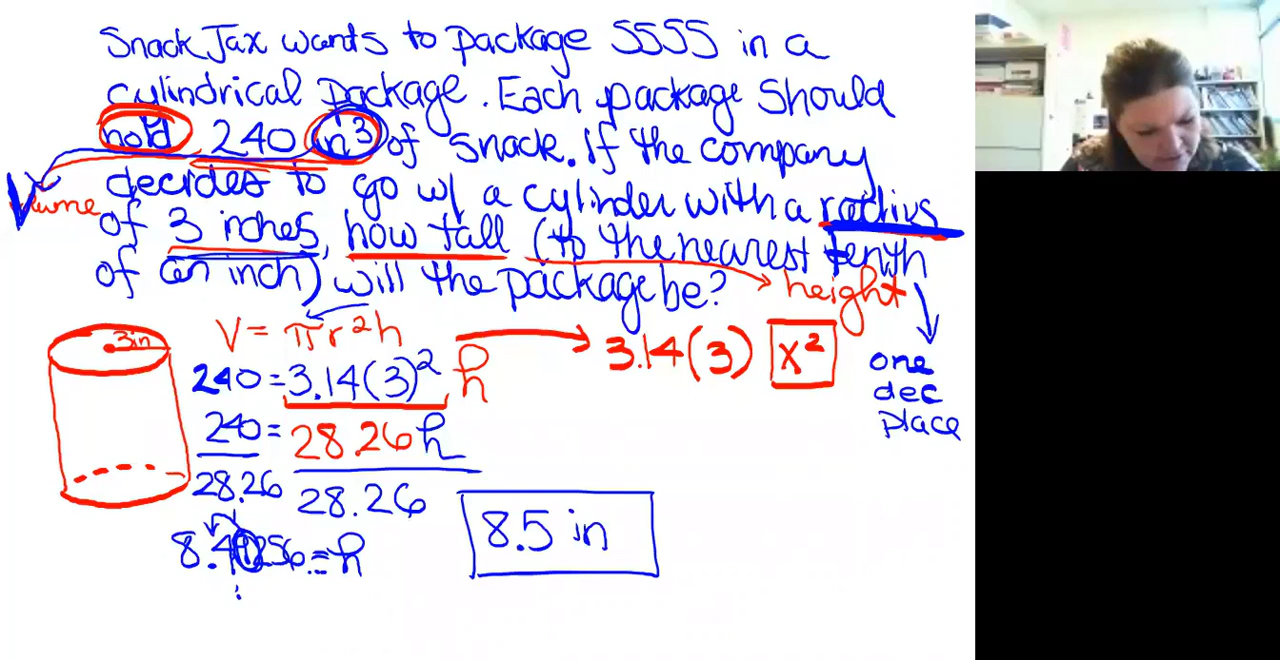 Snack Jax wants to package SSSS in a
cylindrical package. Each package should
hold 240 in3 of snack. If the company
decides to go w/ a cylinder with a radius
Volume
of 3 inches, how tall (to the nearest tenth
of an inch) will the package be?
height
3in
V = πr²h
240 = 3.14(3)² h
3.14(3) x²
one
dec
place
240 = 28.26h
28.26 28.26
= h
8.5 in